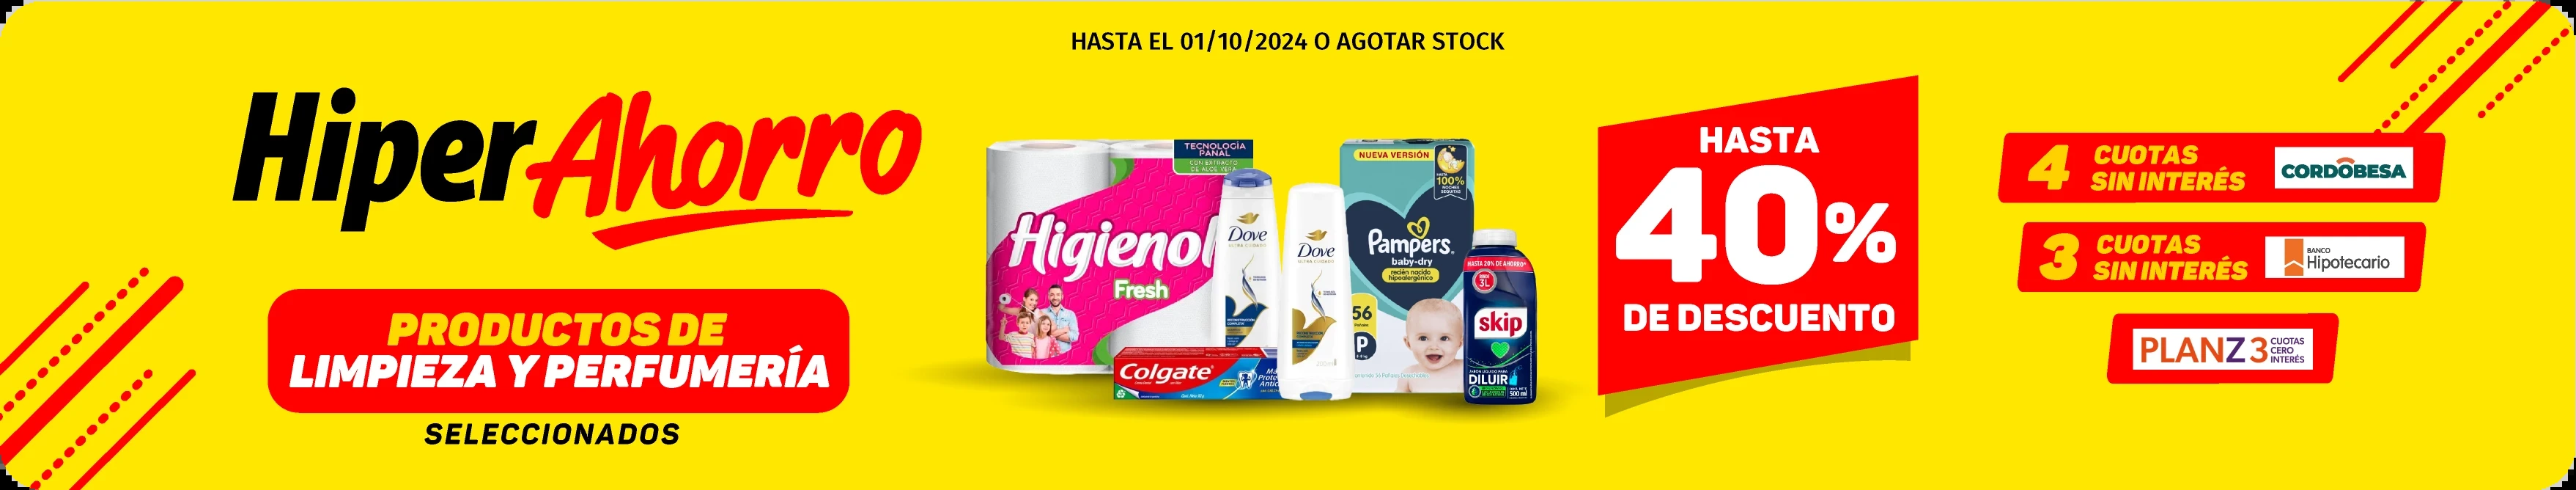 HASTA EL 01/10/2024 O AGOTAR STOCK
HiperAhorro
PRODUCTOS DE
LIMPIEZA Y PERFUMERÍA
SELECCIONADOS
TECNOLOGÍA
PANAL
CON EXTRACTO
DE ALOE VERA
Higienol
Fresh
Dove
Dove
Colgate
NUEVA VERSIÓN
100%
NOCHES
SEQUITAS
Pampers
baby-dry
recién nacido
hipoalergénico
56
P
HASTA 20% DE AHORRO*
3L
skip
DILUIR
500 ml
HASTA
40%
DE DESCUENTO
4 CUOTAS
SIN INTERÉS
CORDOBESA
3 CUOTAS
SIN INTERÉS
BANCO
Hipotecario
PLANZ 3 CUOTAS
CERO
INTERÉS